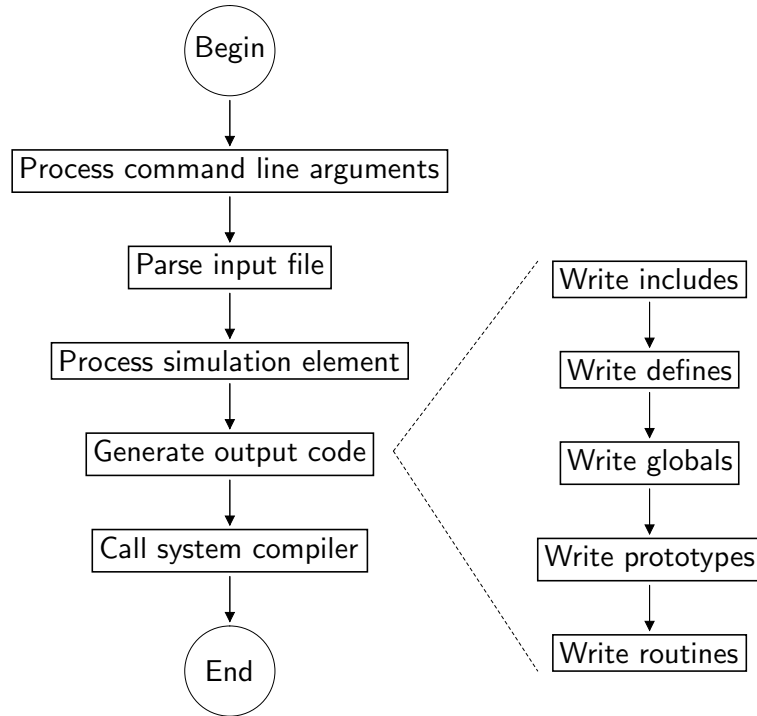 Begin
Process command line arguments
Parse input file
Process simulation element
Generate output code
Call system compiler
End
Write includes
Write defines
Write globals
Write prototypes
Write routines